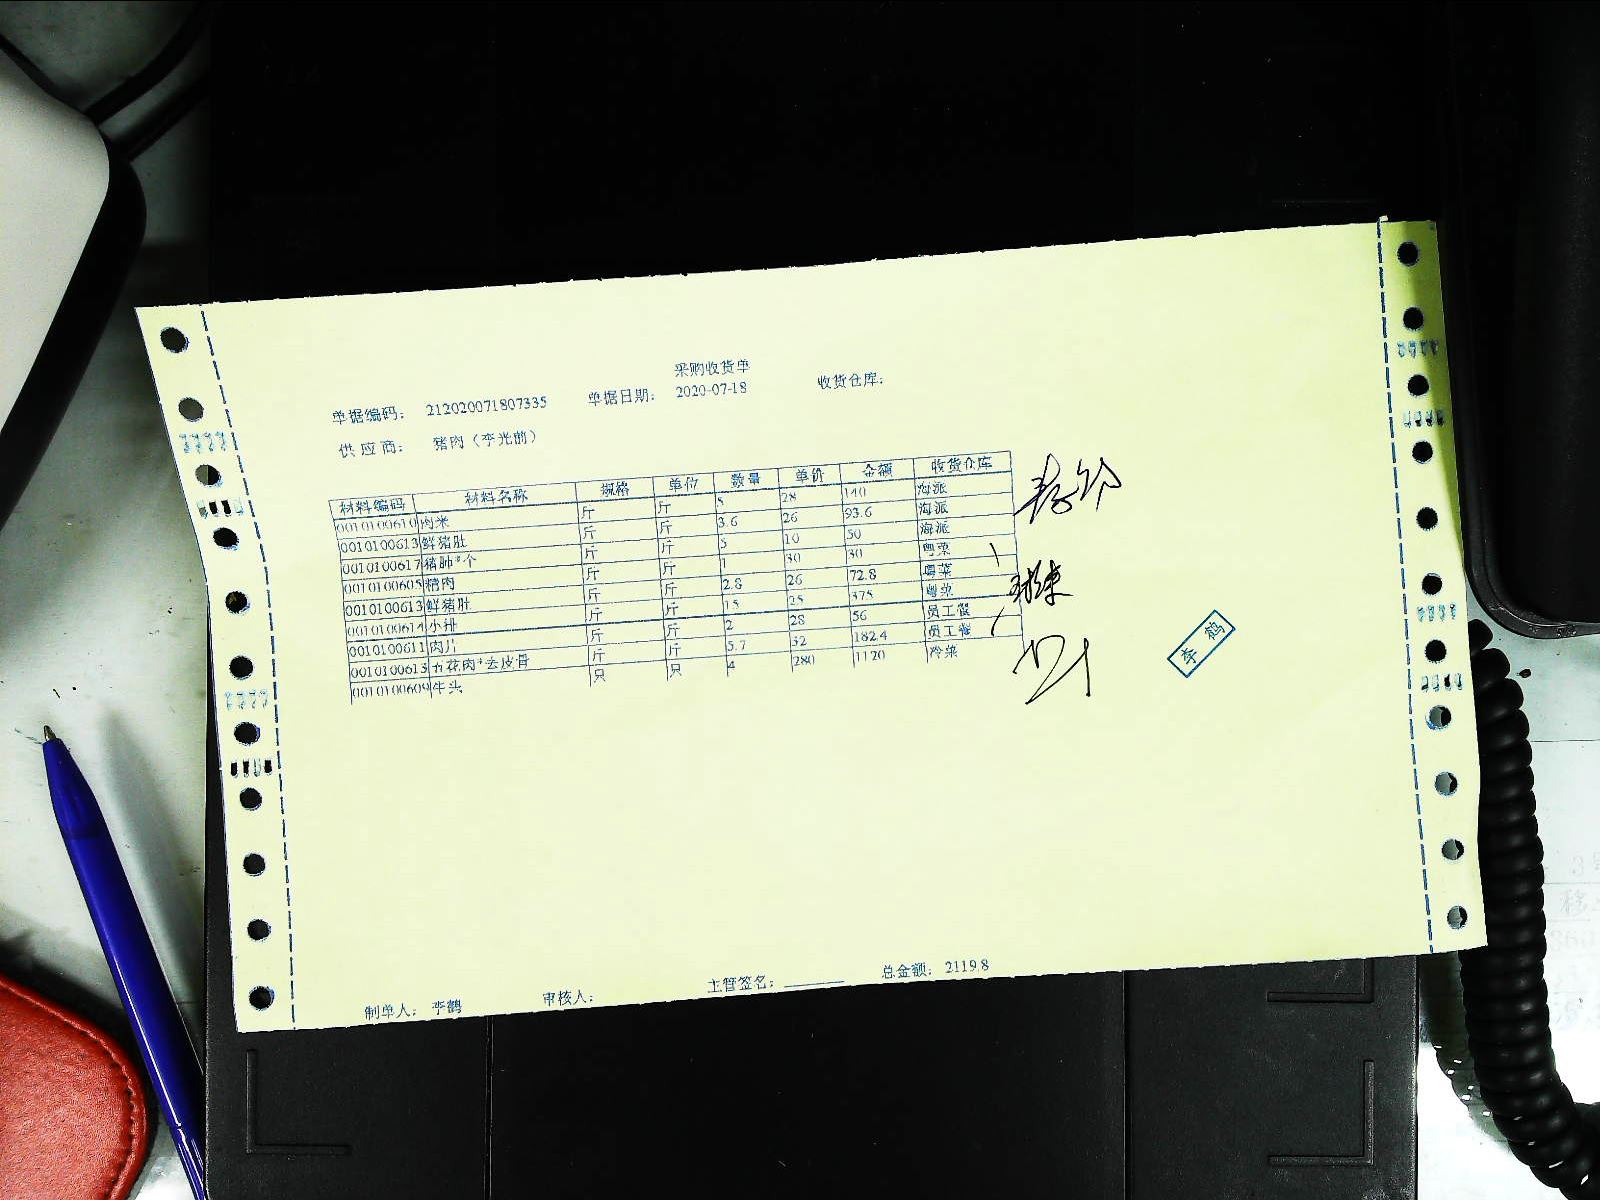 采购收货单
单据编码： 212020071807335 单据日期： 2020-07-18 收货仓库：
供应商： 猪肉（李光前）
材料编码 材料名称 规格 单位 数量 单价 金额 收货仓库
0010100610 肉米 斤 斤 5 28 140 海派
0010100613 鲜猪肚 斤 斤 3.6 26 93.6 海派
0010100617 猪肺*个 斤 斤 5 10 50 海派
0010100605 精肉 斤 斤 1 30 30 粤菜
0010100613 鲜猪肚 斤 斤 2.8 26 72.8 粤菜
0010100614 小排 斤 斤 15 25 375 粤菜
0010100611 肉片 斤 斤 2 28 56 员工餐
0010100613 五花肉*去皮骨 斤 斤 5.7 32 182.4 员工餐
0010100609 牛头 只 只 4 280 1120 冷菜
李鹤
制单人： 李鹤 审核人： 主管签名： 总金额： 2119.8